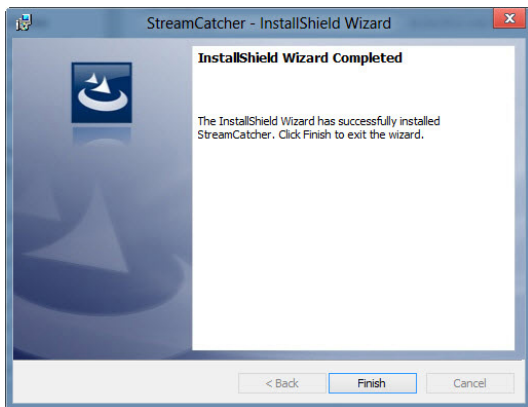 StreamCatcher - InstallShield Wizard
InstallShield Wizard Completed
The InstallShield Wizard has successfully installed
StreamCatcher. Click Finish to exit the wizard.
< Back
Finish
Cancel